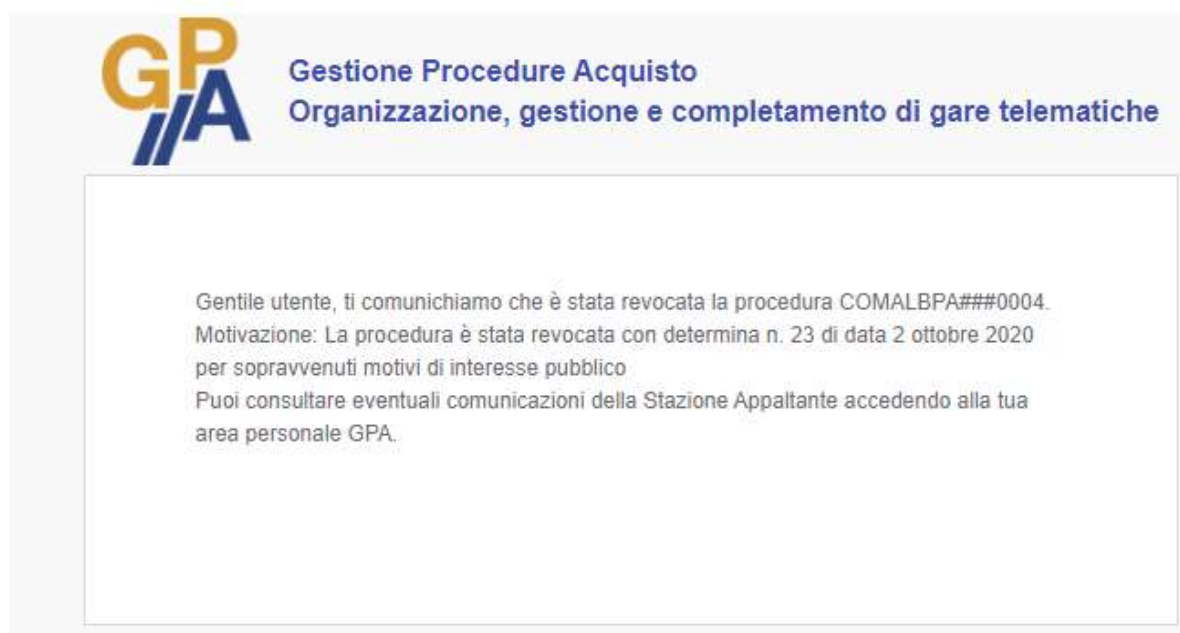 GPA
Gestione Procedure Acquisto
Organizzazione, gestione e completamento di gare telematiche
Gentile utente, ti comunichiamo che è stata revocata la procedura COMALBPA###0004.
Motivazione: La procedura è stata revocata con determina n. 23 di data 2 ottobre 2020
per sopravvenuti motivi di interesse pubblico
Puoi consultare eventuali comunicazioni della Stazione Appaltante accedendo alla tua
area personale GPA.